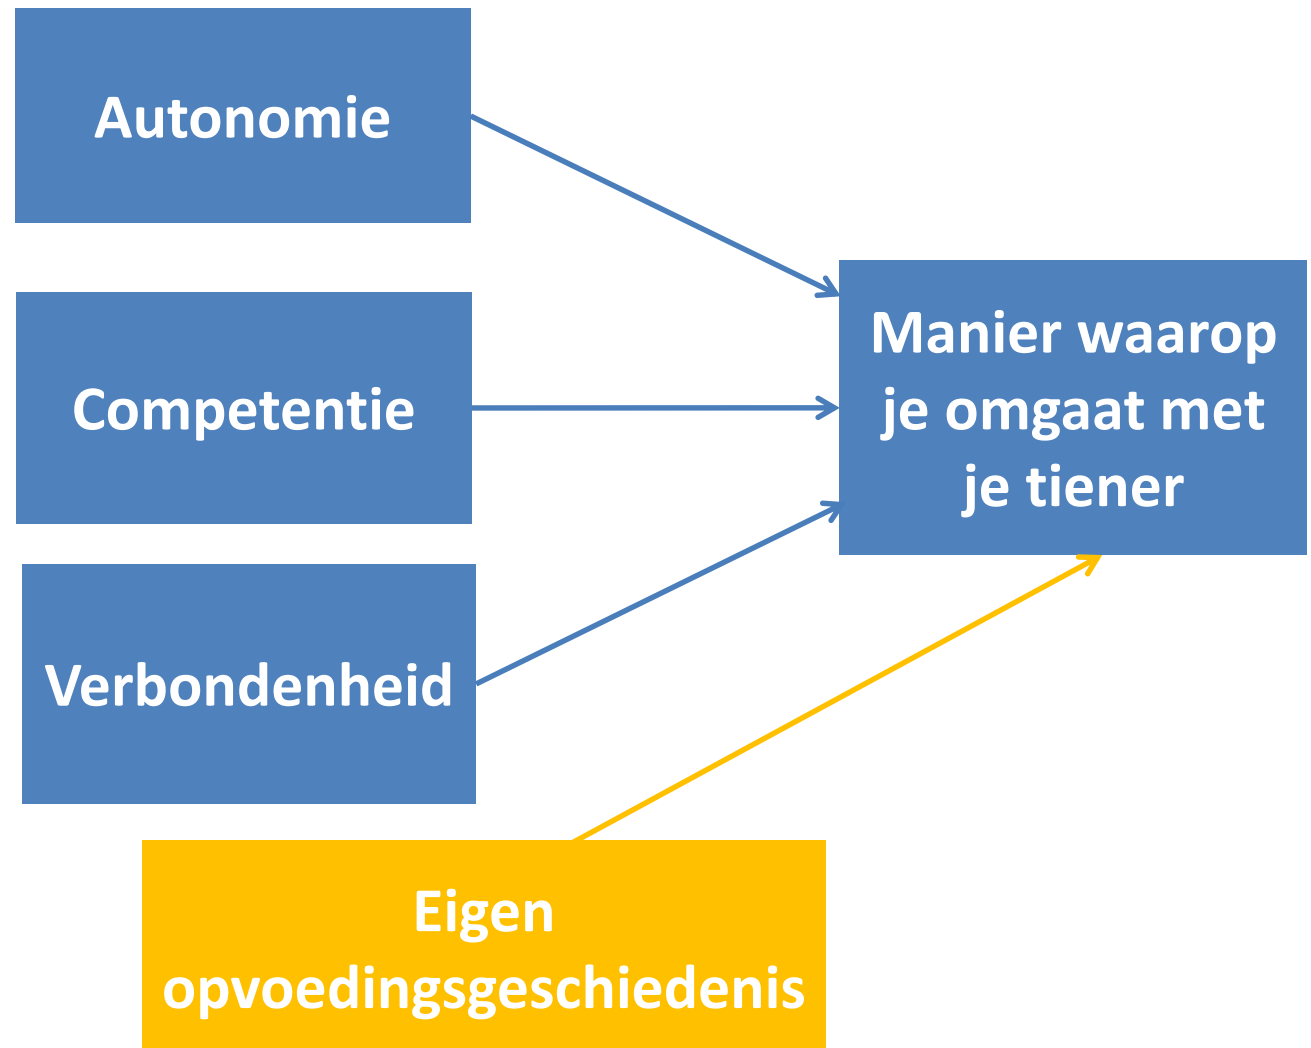 Autonomie
Competentie
Verbondenheid
Manier waarop
je omgaat met
je tiener
Eigen
opvoedingsgeschiedenis